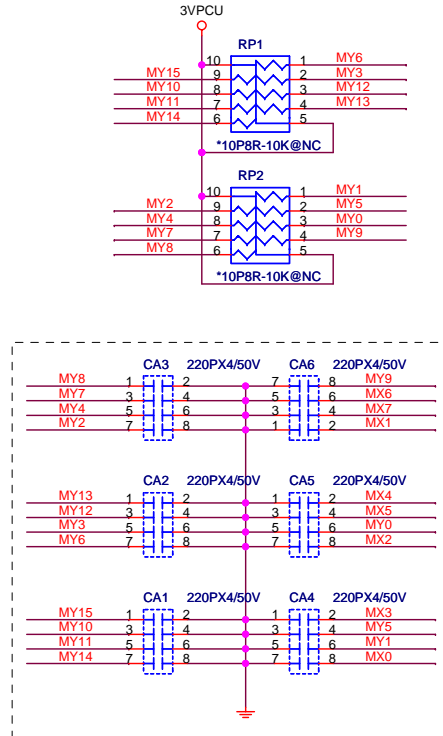 3VPCU
RP1
10 1 MY6
MY15 9 2 MY3
MY10 8 3 MY12
MY11 7 4 MY13
MY14 6 5
*10P8R-10K@NC
RP2
10 1 MY1
MY2 9 2 MY5
MY4 8 3 MY0
MY7 7 4 MY9
MY8 6 5
*10P8R-10K@NC
CA3 220PX4/50V CA6 220PX4/50V
MY8 1 2 7 8 MY9
MY7 3 4 5 6 MX6
MY4 5 6 3 4 MX7
MY2 7 8 1 2 MX1
CA2 220PX4/50V CA5 220PX4/50V
MY13 1 2 1 2 MX4
MY12 3 4 3 4 MX5
MY3 5 6 5 6 MY0
MY6 7 8 7 8 MX2
CA1 220PX4/50V CA4 220PX4/50V
MY15 1 2 1 2 MX3
MY10 3 4 3 4 MY5
MY11 5 6 5 6 MY1
MY14 7 8 7 8 MX0